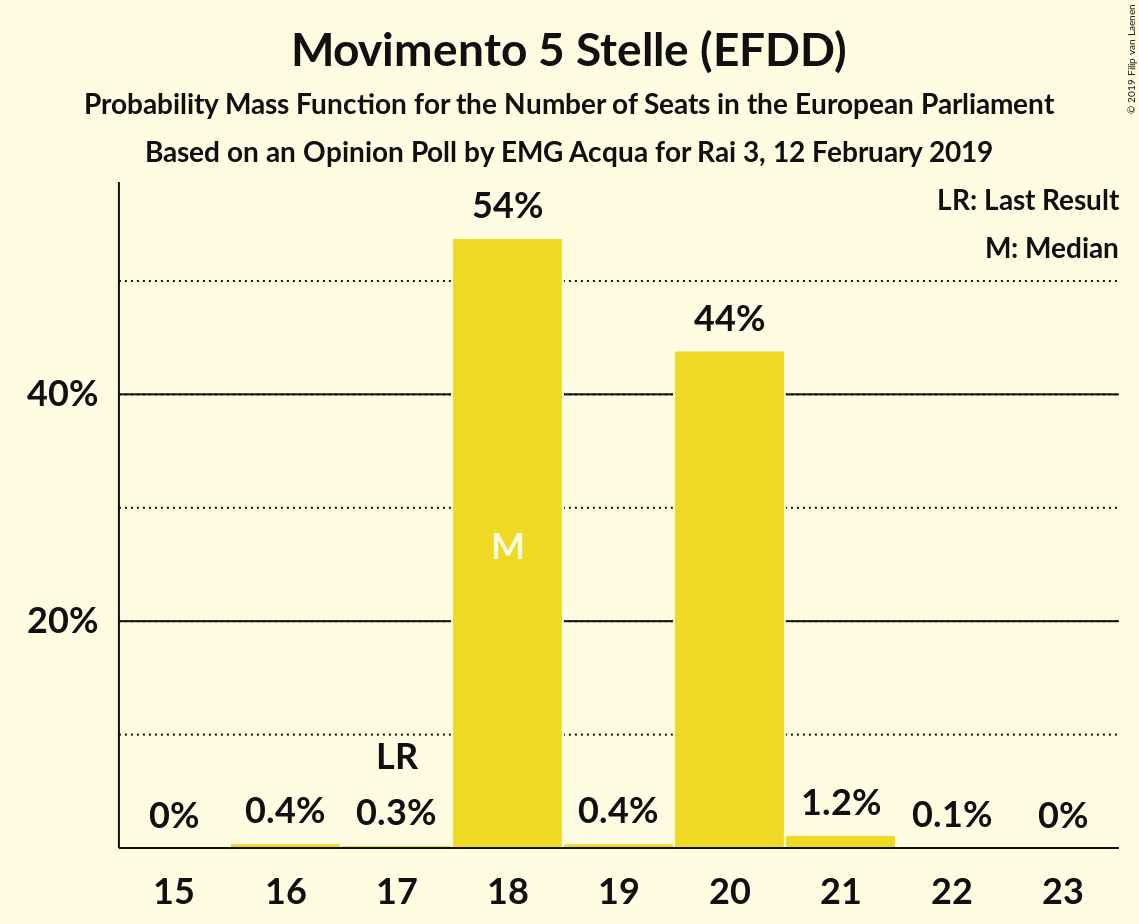 Movimento 5 Stelle (EFDD)
Probability Mass Function for the Number of Seats in the European Parliament
Based on an Opinion Poll by EMG Acqua for Rai 3, 12 February 2019
© 2019 Filip van Laenen
LR: Last Result
M: Median
54%
44%
40%
M
20%
LR
0% 0.4% 0.3% 0.4% 1.2% 0.1% 0%
15 16 17 18 19 20 21 22 23